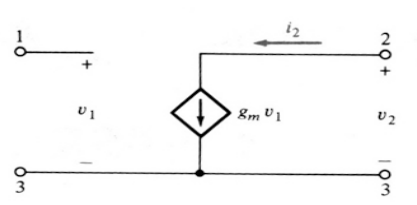 i₂
1 2
+ +
v₁ gₘ v₁ v₂
− −
3 3